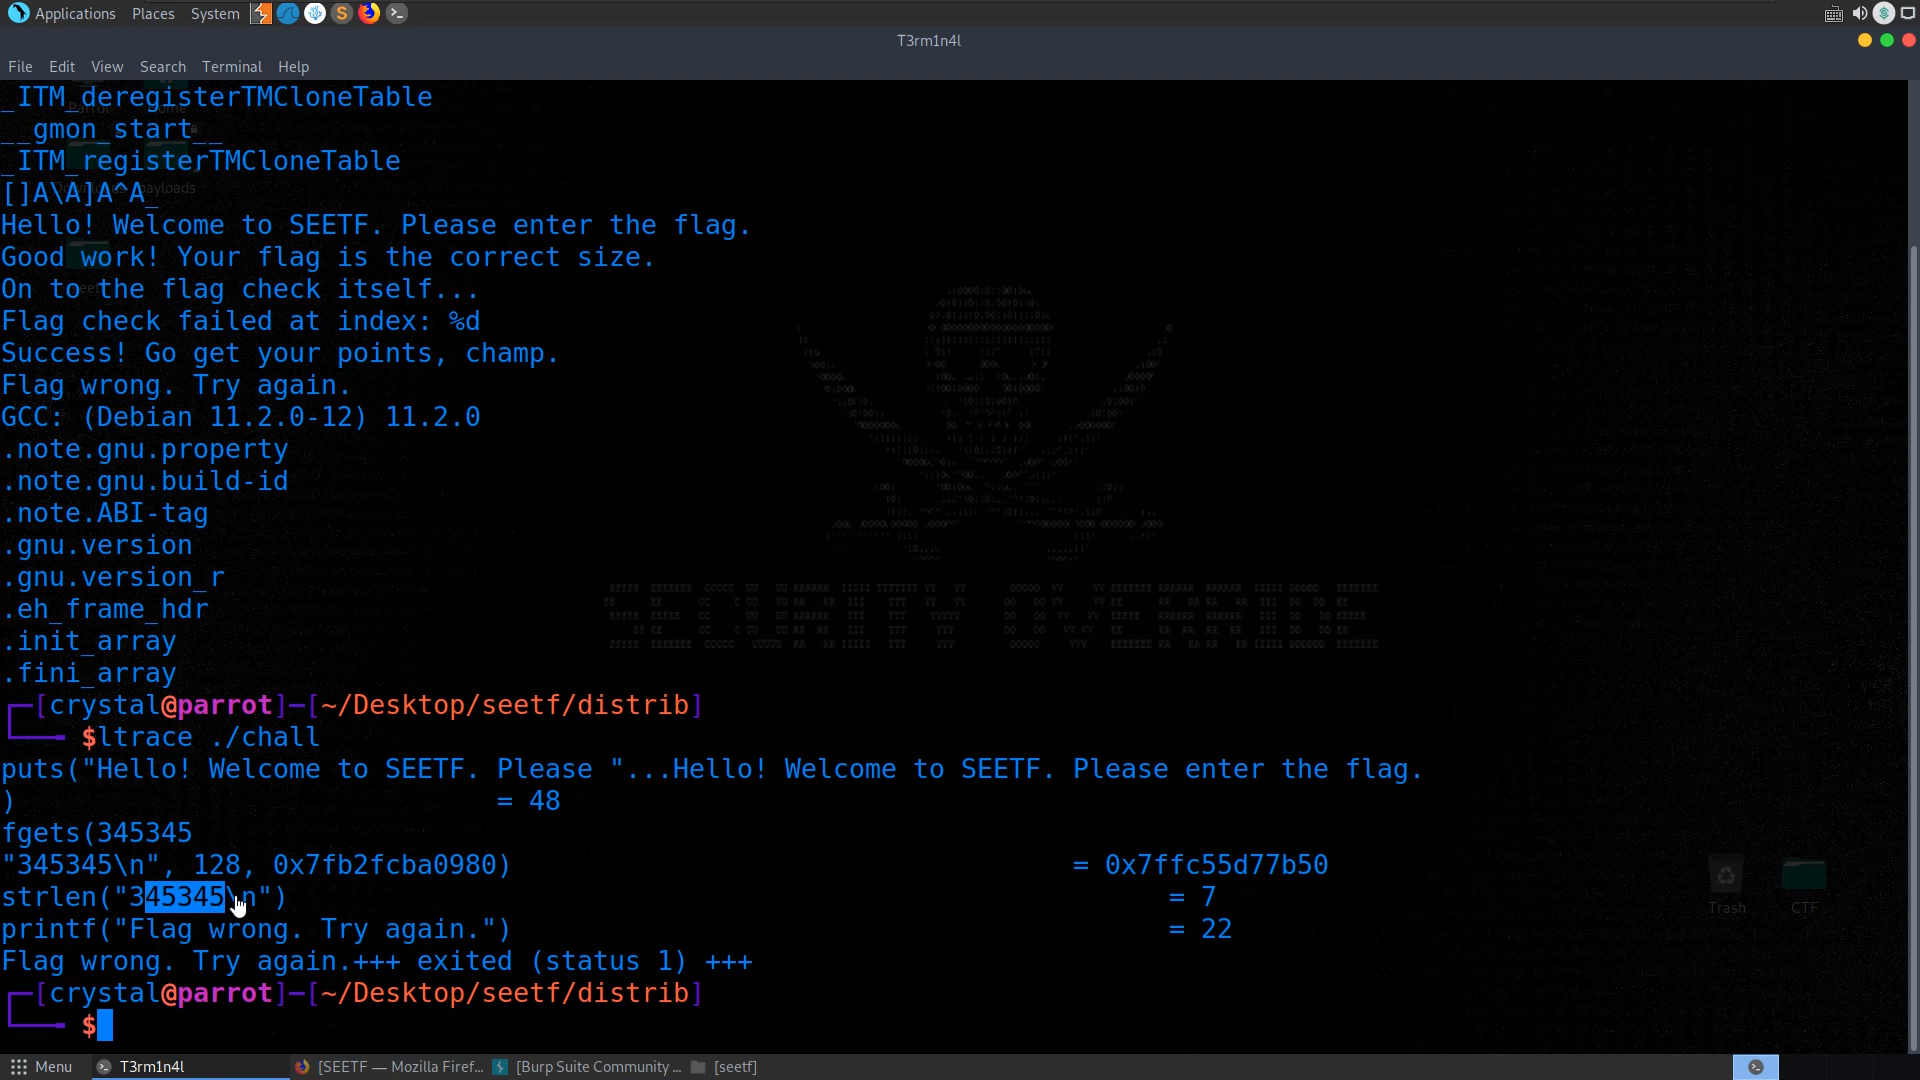 Applications Places System
T3rm1n4l
File Edit View Search Terminal Help
_ITM_deregisterTMCloneTable
__gmon_start__
_ITM_registerTMCloneTable
[]A\A]A^A_
Hello! Welcome to SEETF. Please enter the flag.
Good work! Your flag is the correct size.
On to the flag check itself...
Flag check failed at index: %d
Success! Go get your points, champ.
Flag wrong. Try again.
GCC: (Debian 11.2.0-12) 11.2.0
.note.gnu.property
.note.gnu.build-id
.note.ABI-tag
.gnu.version
.gnu.version_r
.eh_frame_hdr
.init_array
.fini_array
┌─[crystal@parrot]─[~/Desktop/seetf/distrib]
└──╼ $ltrace ./chall
puts("Hello! Welcome to SEETF. Please "...Hello! Welcome to SEETF. Please enter the flag.
) = 48
fgets(345345
"345345\n", 128, 0x7fb2fcba0980) = 0x7ffc55d77b50
strlen("345345\n") = 7
printf("Flag wrong. Try again.") = 22
Flag wrong. Try again.+++ exited (status 1) +++
┌─[crystal@parrot]─[~/Desktop/seetf/distrib]
└──╼ $
SECURITY OVERIDE
Trash CTF
Menu T3rm1n4l [SEETF — Mozilla Firef... [Burp Suite Community ... [seetf]